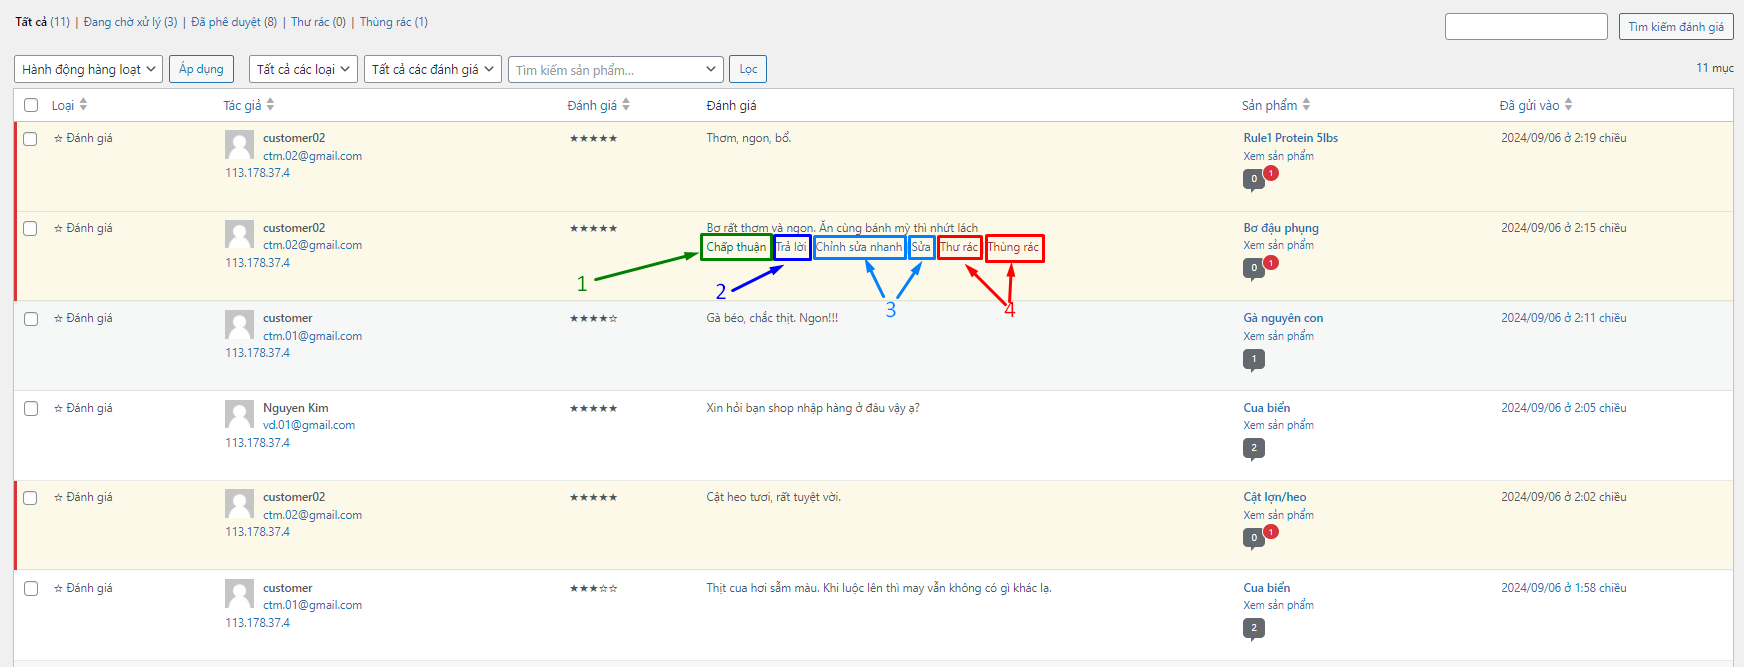 Tất cả (11) | Đang chờ xử lý (3) | Đã phê duyệt (8) | Thư rác (0) | Thùng rác (1)
Tìm kiếm đánh giá
Hành động hàng loạt Áp dụng Tất cả các loại Tất cả các đánh giá Tìm kiếm sản phẩm... Lọc 11 mục
Loại Tác giả Đánh giá Đánh giá Sản phẩm Đã gửi vào
☆ Đánh giá customer02 ★★★★★ Thơm, ngon, bổ. Rule1 Protein 5lbs 2024/09/06 ở 2:19 chiều
ctm.02@gmail.com Xem sản phẩm
113.178.37.4 0 1
☆ Đánh giá customer02 ★★★★★ Bơ rất thơm và ngon. Ăn cùng bánh mỳ thì nhứt lách Bơ đậu phụng 2024/09/06 ở 2:15 chiều
ctm.02@gmail.com Chấp thuận Trả lời Chỉnh sửa nhanh Sửa Thư rác Thùng rác Xem sản phẩm
113.178.37.4 0 1
1 2 3 4
☆ Đánh giá customer ★★★★☆ Gà béo, chắc thịt. Ngon!!! Gà nguyên con 2024/09/06 ở 2:11 chiều
ctm.01@gmail.com Xem sản phẩm
113.178.37.4 1
☆ Đánh giá Nguyen Kim ★★★★★ Xin hỏi bạn shop nhập hàng ở đâu vậy ạ? Cua biển 2024/09/06 ở 2:05 chiều
vd.01@gmail.com Xem sản phẩm
113.178.37.4 2
☆ Đánh giá customer02 ★★★★★ Cật heo tươi, rất tuyệt vời. Cật lợn/heo 2024/09/06 ở 2:02 chiều
ctm.02@gmail.com Xem sản phẩm
113.178.37.4 0 1
☆ Đánh giá customer ★★★☆☆ Thịt cua hơi sẫm màu. Khi luộc lên thì may vẫn không có gì khác lạ. Cua biển 2024/09/06 ở 1:58 chiều
ctm.01@gmail.com Xem sản phẩm
113.178.37.4 2